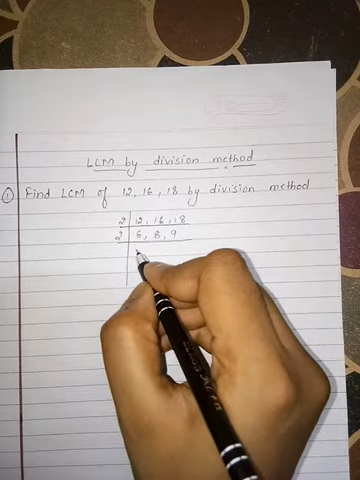 LCM by division method
① Find LCM of 12, 16, 18 by division method
2 | 12, 16, 18
2 | 6, 8, 9